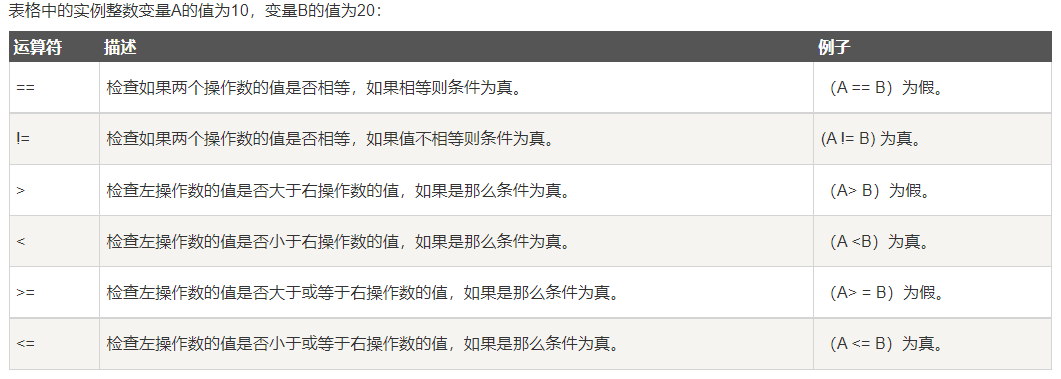 表格中的实例整数变量A的值为10，变量B的值为20：
运算符 描述 例子
== 检查如果两个操作数的值是否相等，如果相等则条件为真。 （A == B）为假。
!= 检查如果两个操作数的值是否相等，如果值不相等则条件为真。 (A != B) 为真。
> 检查左操作数的值是否大于右操作数的值，如果是那么条件为真。 （A> B）为假。
< 检查左操作数的值是否小于右操作数的值，如果是那么条件为真。 （A <B）为真。
>= 检查左操作数的值是否大于或等于右操作数的值，如果是那么条件为真。 （A> = B）为假。
<= 检查左操作数的值是否小于或等于右操作数的值，如果是那么条件为真。 （A <= B）为真。